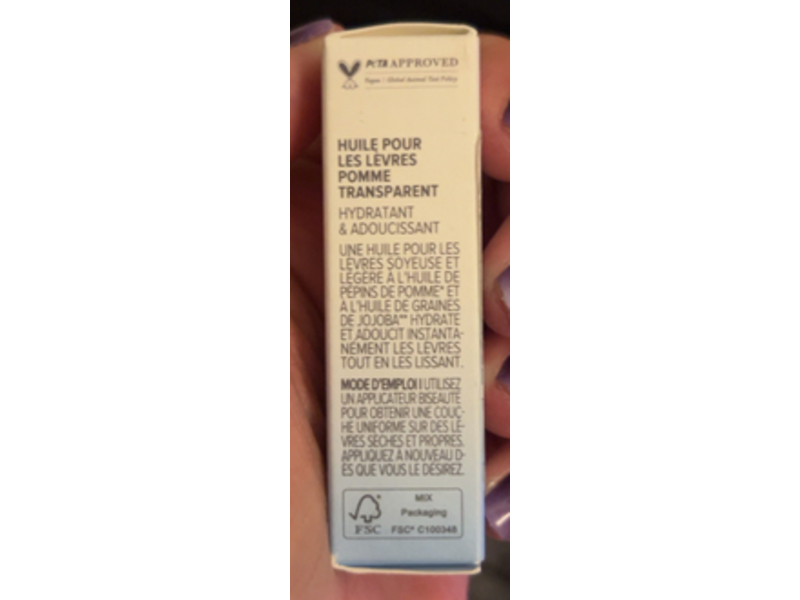 PETA APPROVED
Vegan | Global Animal Test Policy
HUILE POUR
LES LÈVRES
POMME
TRANSPARENT
HYDRATANT
& ADOUCISSANT
UNE HUILE POUR LES
LÈVRES SOYEUSE ET
LÉGÈRE À L'HUILE DE
PÉPINS DE POMME* ET
À L'HUILE DE GRAINES
DE JOJOBA** HYDRATE
ET ADOUCIT INSTANTA-
NÉMENT LES LÈVRES
TOUT EN LES LISSANT.
MODE D'EMPLOI | UTILISEZ
UN APPLICATEUR BISEAUTÉ
POUR OBTENIR UNE COUC-
HE UNIFORME SUR DES LÈ-
VRES SÈCHES ET PROPRES.
APPLIQUEZ À NOUVEAU D-
ÈS QUE VOUS LE DÉSIREZ.
FSC
MIX
Packaging
FSC® C100348